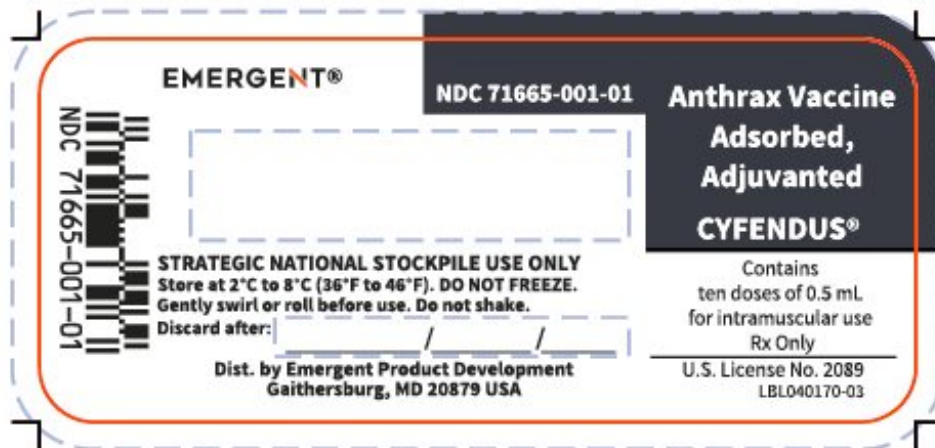 EMERGENT®
NDC 71665-001-01
NDC 71665-001-01
Anthrax Vaccine
Adsorbed,
Adjuvanted
CYFENDUS®
STRATEGIC NATIONAL STOCKPILE USE ONLY
Store at 2°C to 8°C (36°F to 46°F). DO NOT FREEZE.
Gently swirl or roll before use. Do not shake.
Discard after: ________/______/_____
Dist. by Emergent Product Development
Gaithersburg, MD 20879 USA
Contains
ten doses of 0.5 mL
for intramuscular use
Rx Only
U.S. License No. 2089
LBL040170-03